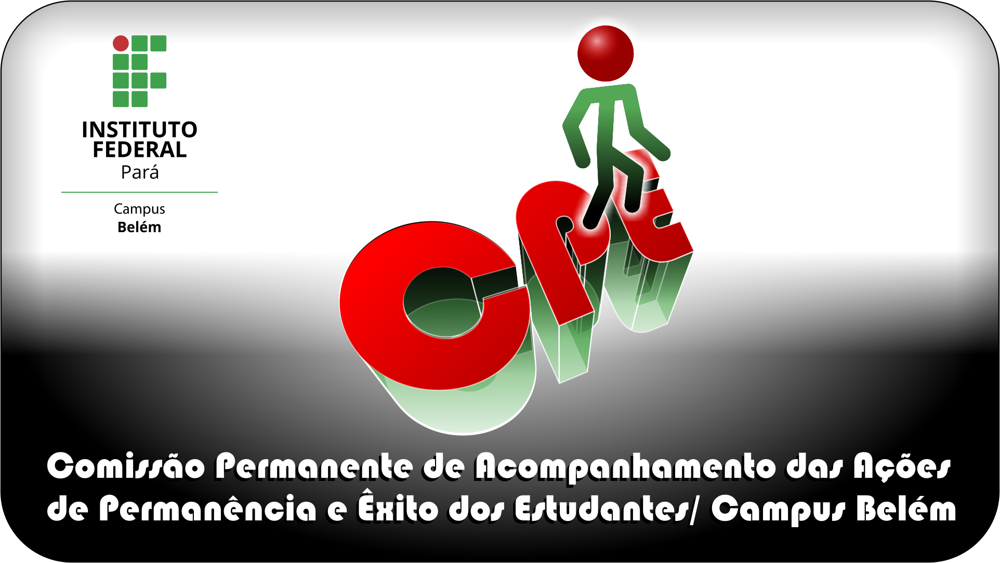 INSTITUTO
FEDERAL
Pará
Campus
Belém
CPE
Comissão Permanente de Acompanhamento das Ações
de Permanência e Êxito dos Estudantes/ Campus Belém